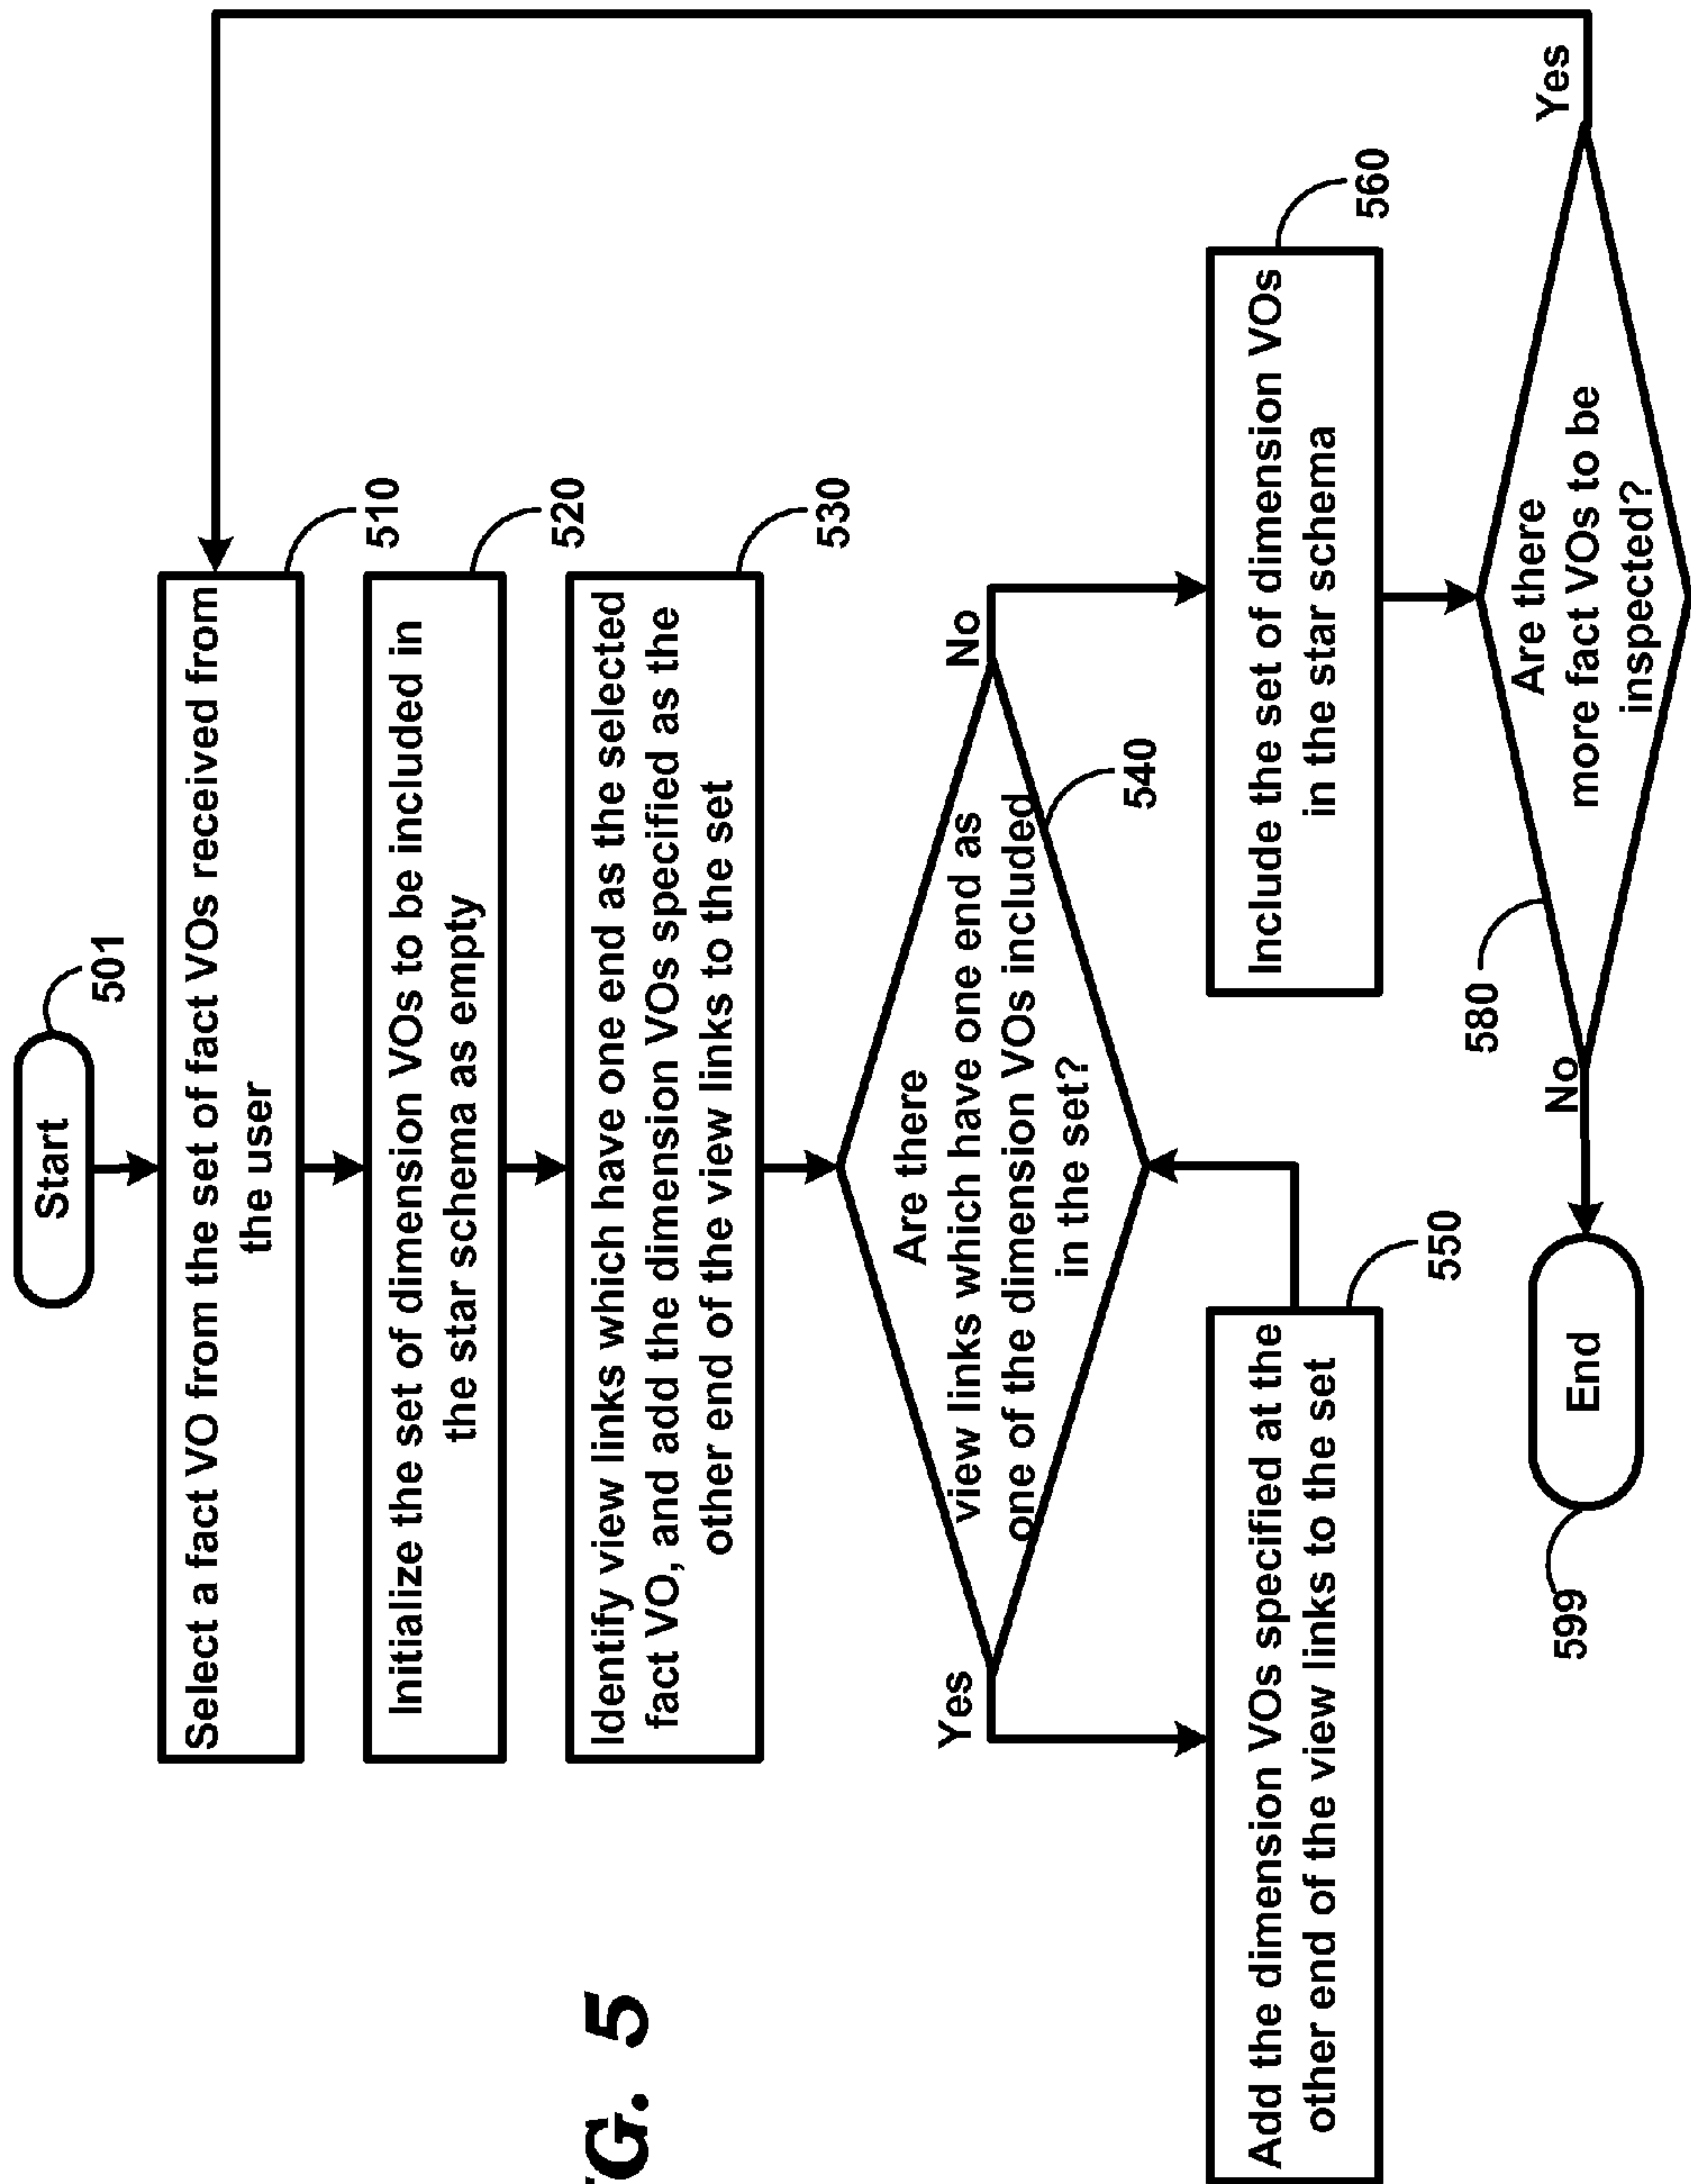 Start
501
Select a fact VO from the set of fact VOs received from
the user
510
Initialize the set of dimension VOs to be included in
the star schema as empty
520
Identify view links which have one end as the selected
fact VO, and add the dimension VOs specified as the
other end of the view links to the set
530
Are there
view links which have one end as
one of the dimension VOs included
in the set?
540
Yes
No
Add the dimension VOs specified at the
other end of the view links to the set
550
Include the set of dimension VOs
in the star schema
560
Are there
more fact VOs to be
inspected?
580
Yes
No
End
599
G. 5